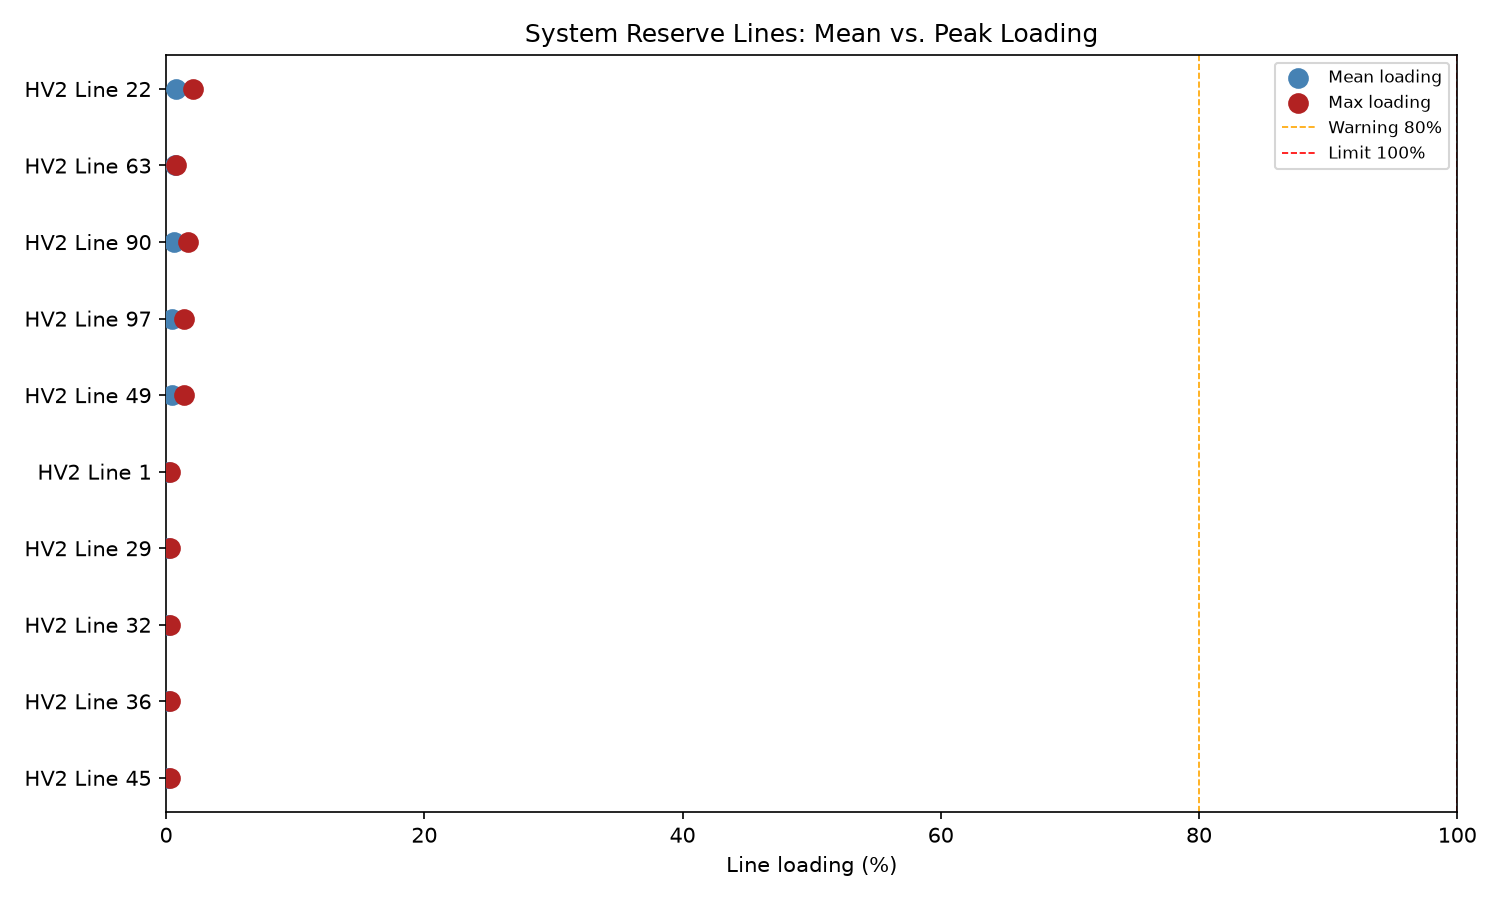 System Reserve Lines: Mean vs. Peak Loading
HV2 Line 22
HV2 Line 63
HV2 Line 90
HV2 Line 97
HV2 Line 49
HV2 Line 1
HV2 Line 29
HV2 Line 32
HV2 Line 36
HV2 Line 45
Mean loading
Max loading
Warning 80%
Limit 100%
0 20 40 60 80 100
Line loading (%)